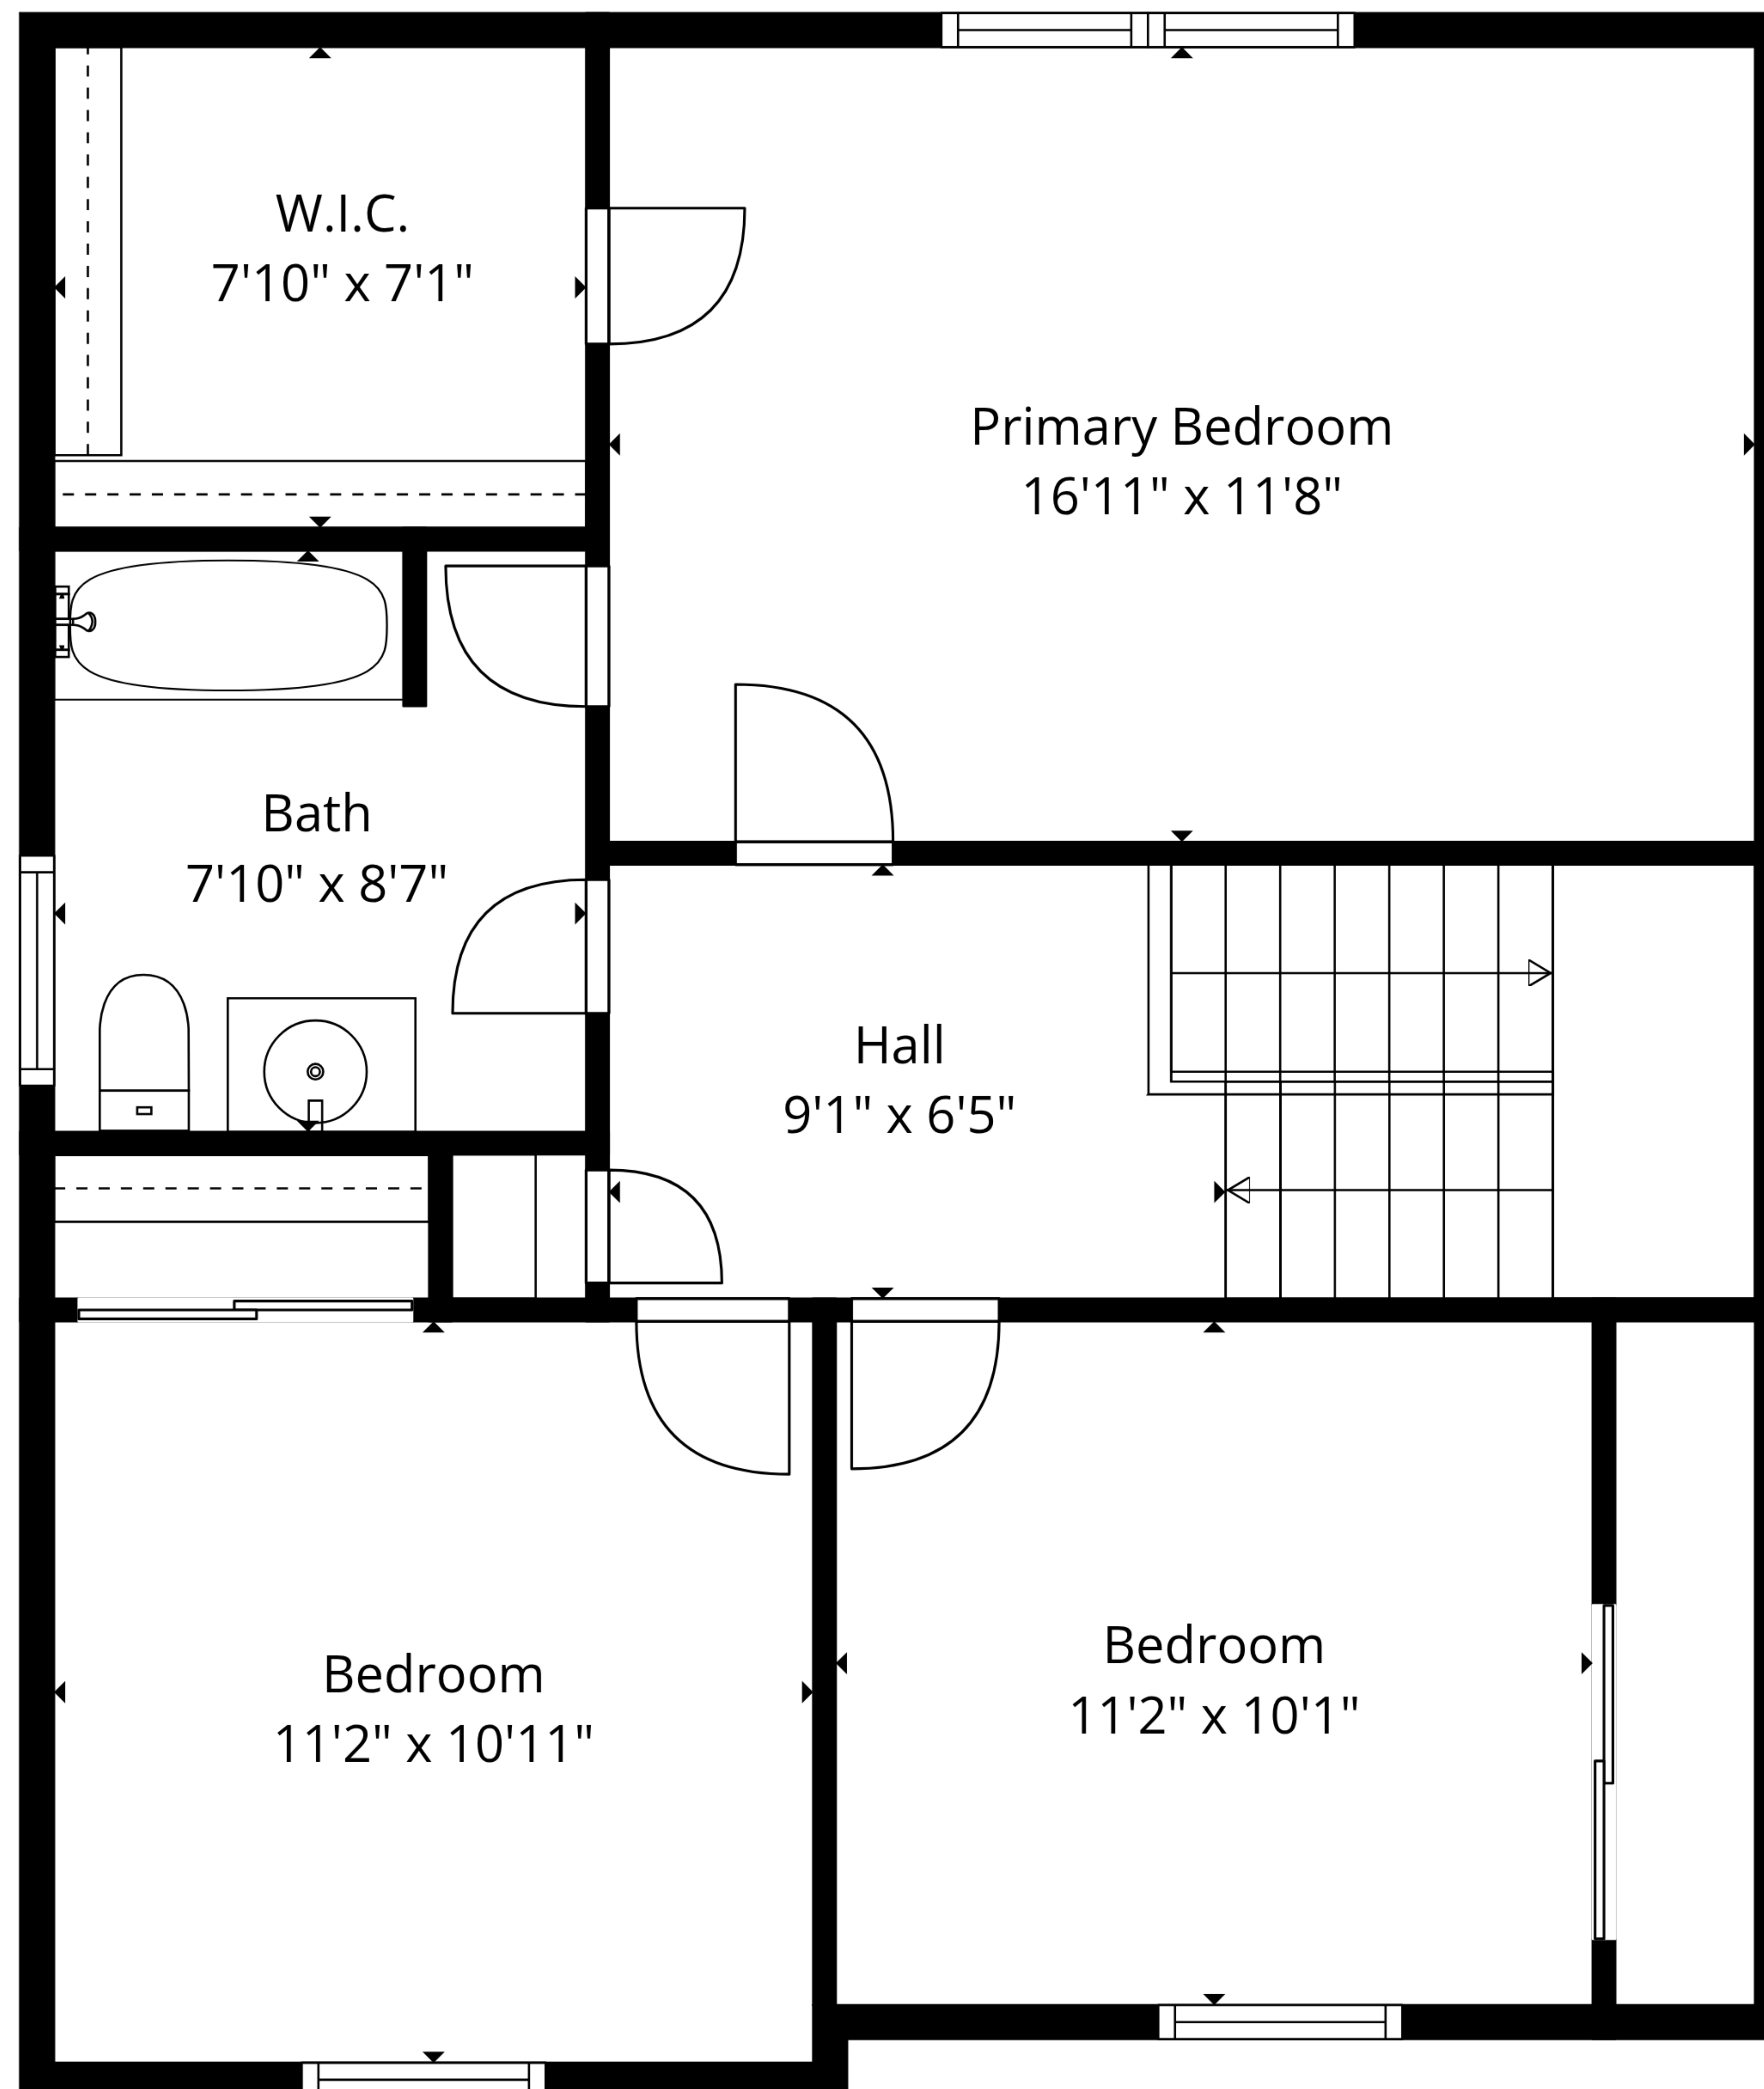 W.I.C.
7'10" x 7'1"
Primary Bedroom
16'11" x 11'8"
Bath
7'10" x 8'7"
Hall
9'1" x 6'5"
Bedroom
11'2" x 10'11"
Bedroom
11'2" x 10'1"